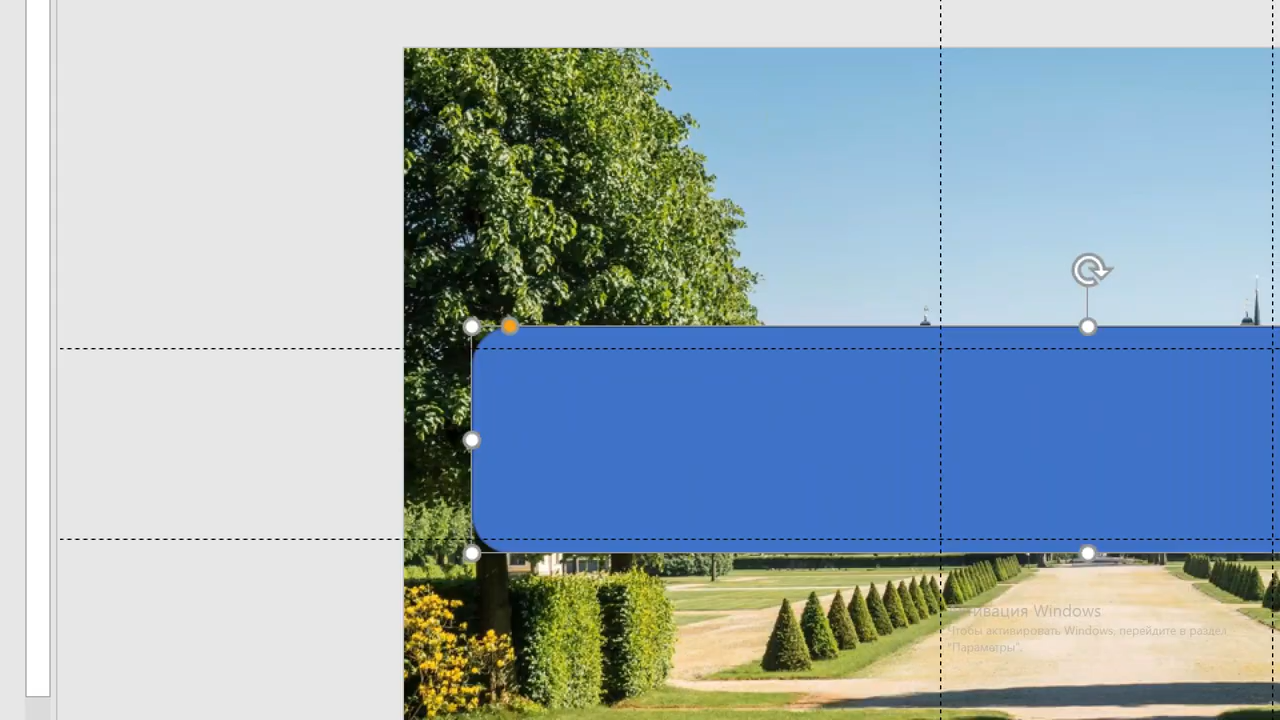 ивация Windows
Чтобы активировать Windows, перейдите в раздел
"Параметры".